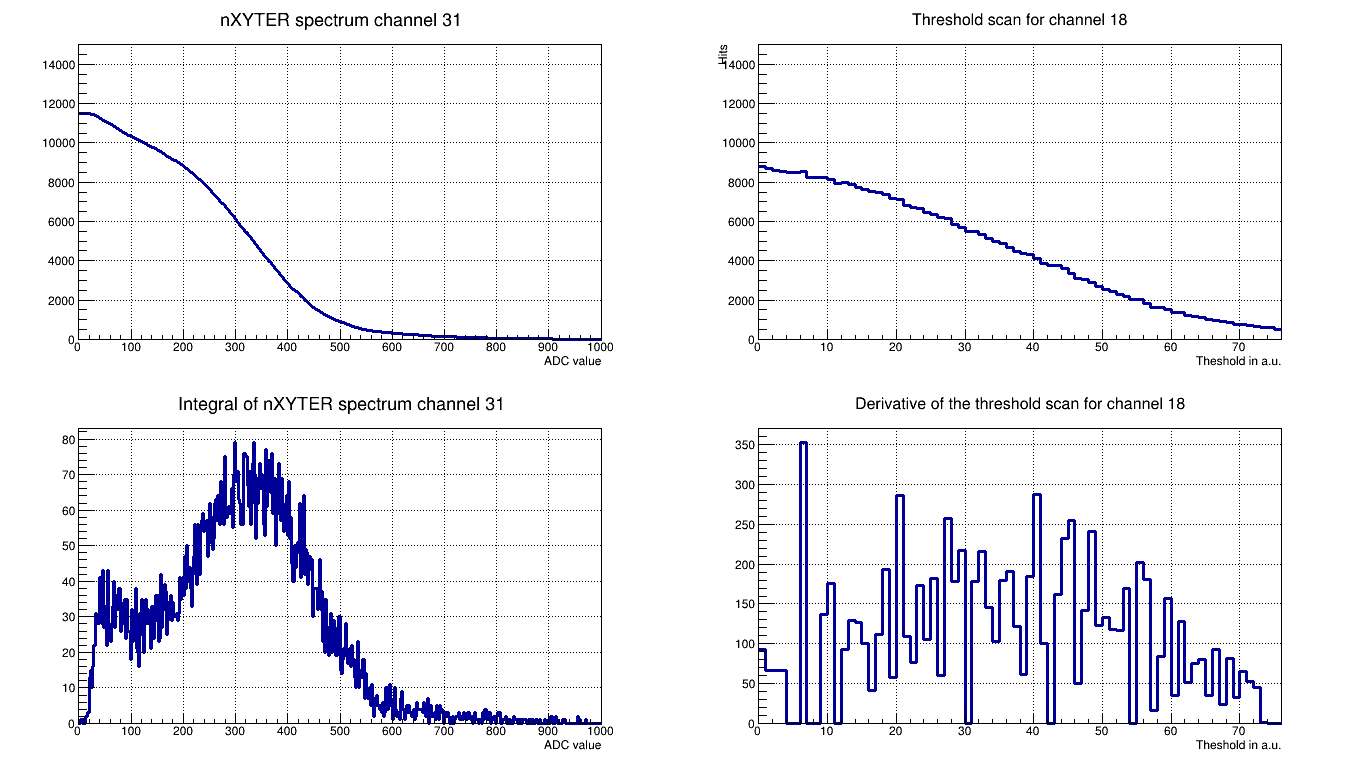 nXYTER spectrum channel 31
14000
12000
10000
8000
6000
4000
2000
0
0 100 200 300 400 500 600 700 800 900 1000
ADC value
Threshold scan for channel 18
Hits
14000
12000
10000
8000
6000
4000
2000
0
0 10 20 30 40 50 60 70
Theshold in a.u.
Integral of nXYTER spectrum channel 31
80
70
60
50
40
30
20
10
0
0 100 200 300 400 500 600 700 800 900 1000
ADC value
Derivative of the threshold scan for channel 18
350
300
250
200
150
100
50
0
0 10 20 30 40 50 60 70
Theshold in a.u.